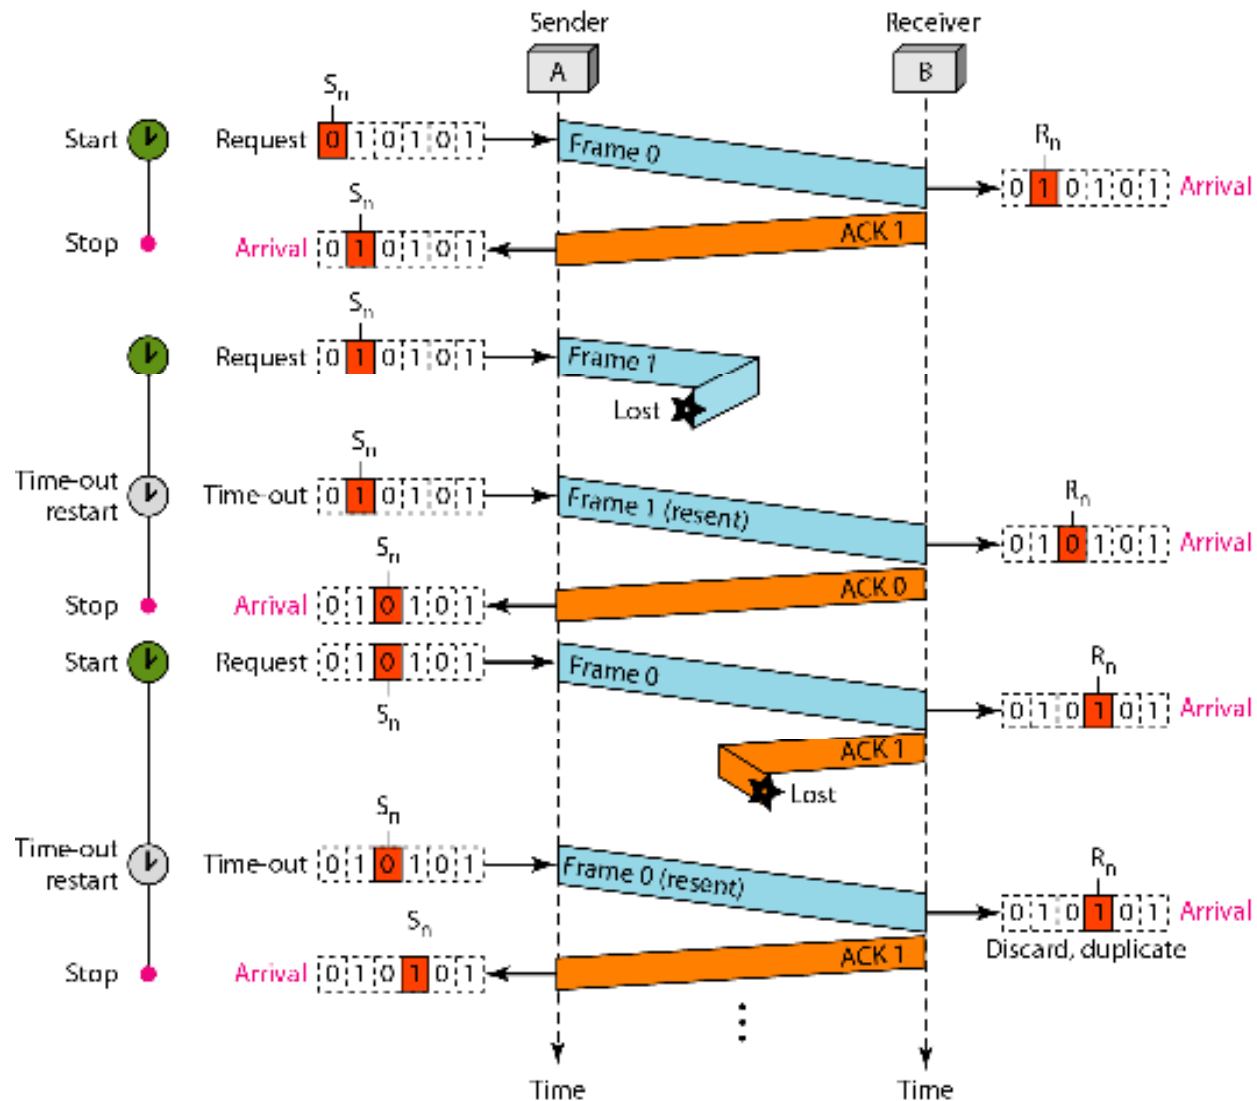 Sender Receiver
A B
Sn
Start Request 0 1 0 1 0 1 Frame 0
Rn
0 1 0 1 0 1 Arrival
Sn
Stop Arrival 0 1 0 1 0 1 ACK 1
Sn
Request 0 1 0 1 0 1 Frame 1
Lost
Sn
Time-out
restart
Time-out 0 1 0 1 0 1 Frame 1 (resent)
Rn
0 1 0 1 0 1 Arrival
Sn
Stop Arrival 0 1 0 1 0 1 ACK 0
Start Request 0 1 0 1 0 1 Frame 0
Sn
Rn
0 1 0 1 0 1 Arrival
ACK 1
Lost
Sn
Time-out
restart
Time-out 0 1 0 1 0 1 Frame 0 (resent)
Rn
0 1 0 1 0 1 Arrival
Discard, duplicate
Sn
Stop Arrival 0 1 0 1 0 1 ACK 1
Time Time